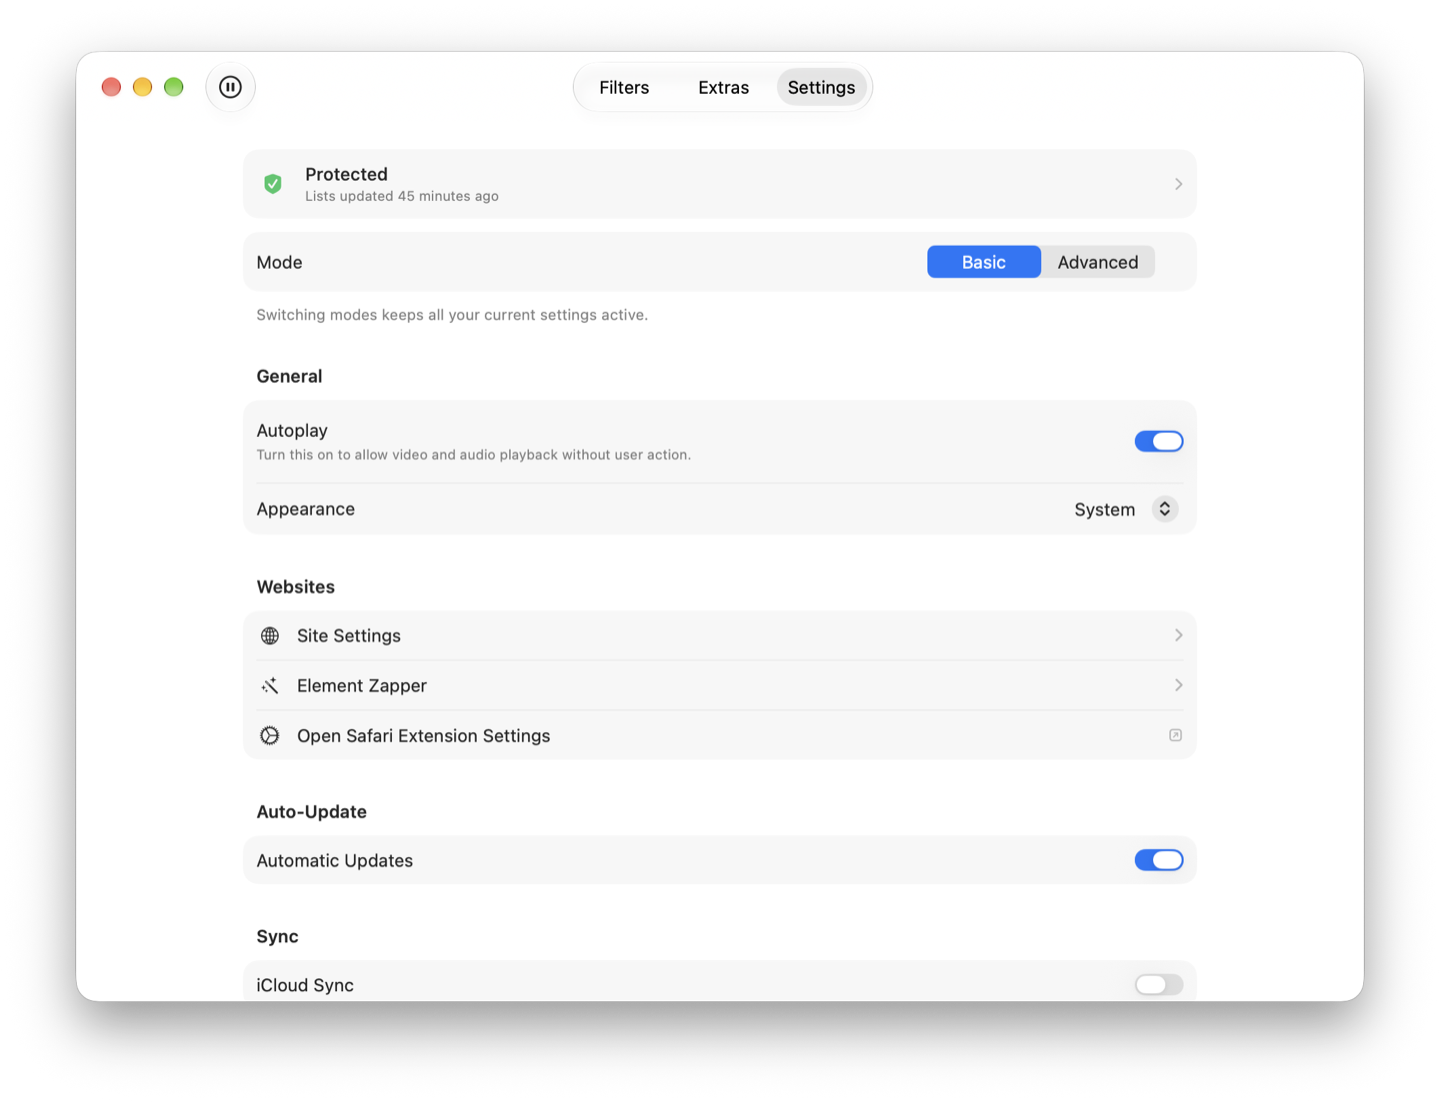 Filters Extras Settings
Protected
Lists updated 45 minutes ago
Mode Basic Advanced
Switching modes keeps all your current settings active.
General
Autoplay
Turn this on to allow video and audio playback without user action.
Appearance System
Websites
Site Settings
Element Zapper
Open Safari Extension Settings
Auto-Update
Automatic Updates
Sync
iCloud Sync